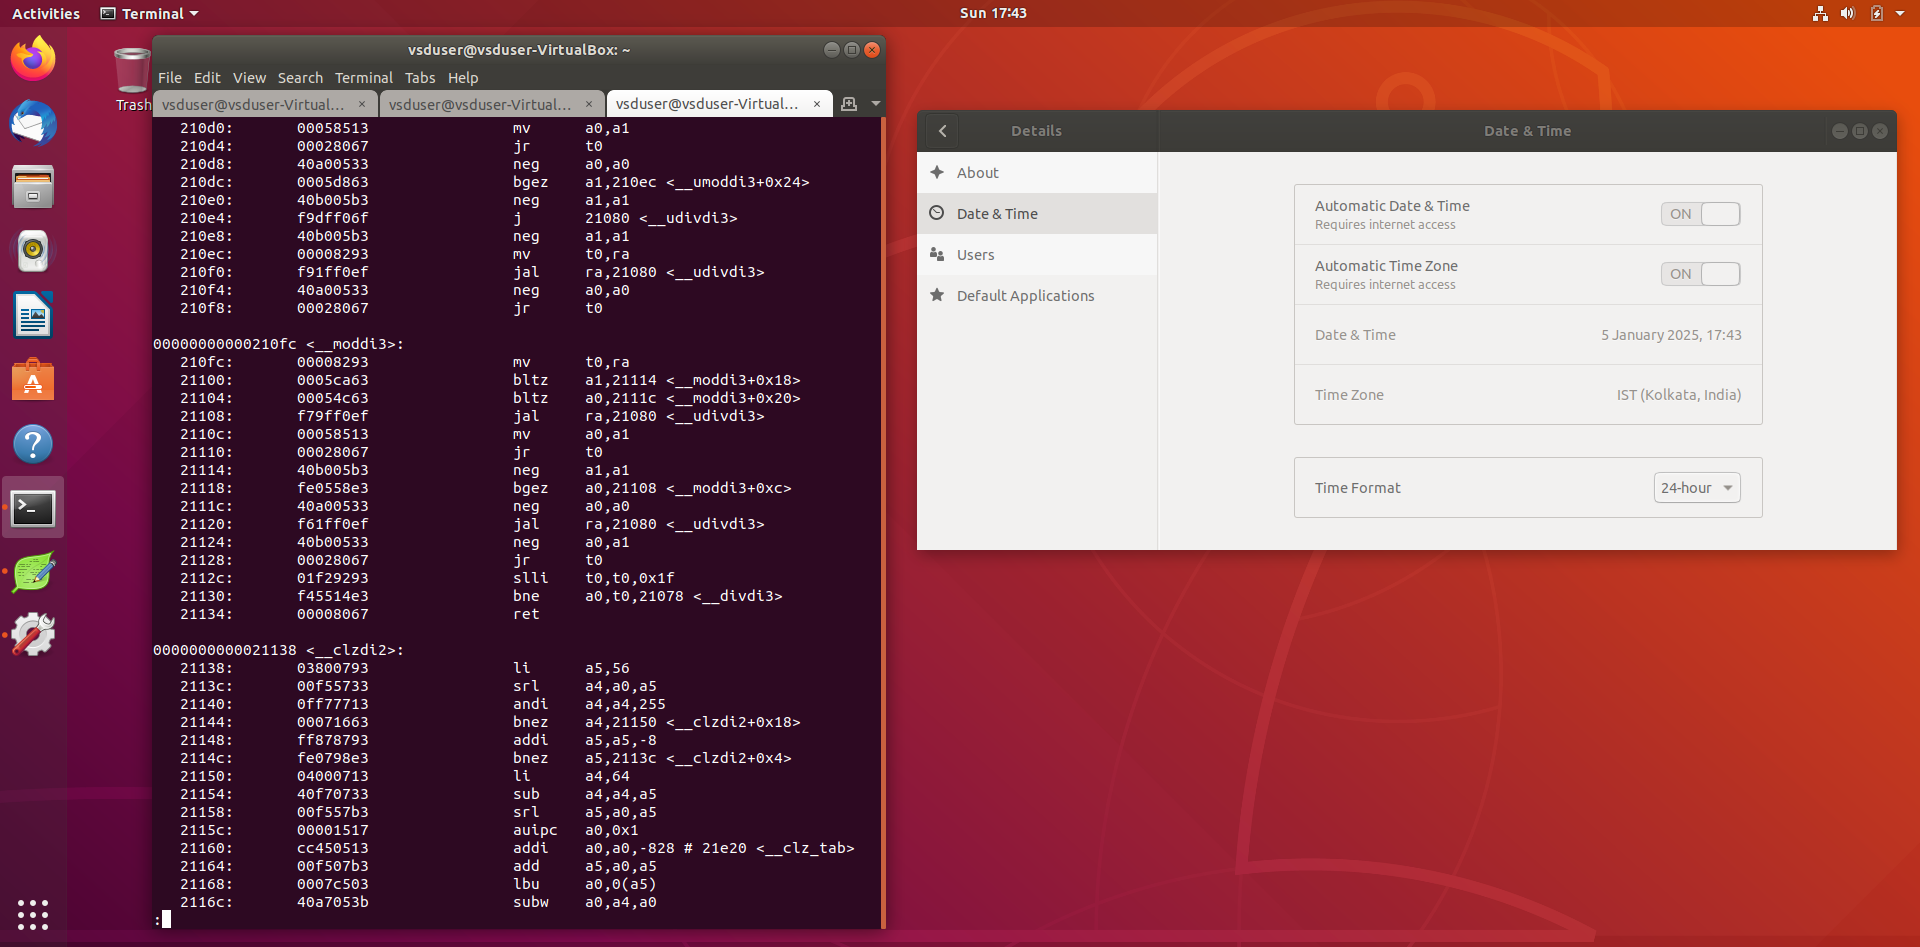 Activities Terminal Sun 17:43
Trash
vsduser@vsduser-VirtualBox: ~
File Edit View Search Terminal Tabs Help
vsduser@vsduser-Virtual... × vsduser@vsduser-Virtual... × vsduser@vsduser-Virtual... ×
210d0: 00058513 mv a0,a1
210d4: 00028067 jr t0
210d8: 40a00533 neg a0,a0
210dc: 0005d863 bgez a1,210ec <__umoddi3+0x24>
210e0: 40b005b3 neg a1,a1
210e4: f9dff06f j 21080 <__udivdi3>
210e8: 40b005b3 neg a1,a1
210ec: 00008293 mv t0,ra
210f0: f91ff0ef jal ra,21080 <__udivdi3>
210f4: 40a00533 neg a0,a0
210f8: 00028067 jr t0
00000000000210fc <__moddi3>:
210fc: 00008293 mv t0,ra
21100: 0005ca63 bltz a1,21114 <__moddi3+0x18>
21104: 00054c63 bltz a0,2111c <__moddi3+0x20>
21108: f79ff0ef jal ra,21080 <__udivdi3>
2110c: 00058513 mv a0,a1
21110: 00028067 jr t0
21114: 40b005b3 neg a1,a1
21118: fe0558e3 bgez a0,21108 <__moddi3+0xc>
2111c: 40a00533 neg a0,a0
21120: f61ff0ef jal ra,21080 <__udivdi3>
21124: 40b00533 neg a0,a1
21128: 00028067 jr t0
2112c: 01f29293 slli t0,t0,0x1f
21130: f45514e3 bne a0,t0,21078 <__divdi3>
21134: 00008067 ret
0000000000021138 <__clzdi2>:
21138: 03800793 li a5,56
2113c: 00f55733 srl a4,a0,a5
21140: 0ff77713 andi a4,a4,255
21144: 00071663 bnez a4,21150 <__clzdi2+0x18>
21148: ff878793 addi a5,a5,-8
2114c: fe0798e3 bnez a5,2113c <__clzdi2+0x4>
21150: 04000713 li a4,64
21154: 40f70733 sub a4,a4,a5
21158: 00f557b3 srl a5,a0,a5
2115c: 00001517 auipc a0,0x1
21160: cc450513 addi a0,a0,-828 # 21e20 <__clz_tab>
21164: 00f507b3 add a5,a0,a5
21168: 0007c503 lbu a0,0(a5)
2116c: 40a7053b subw a0,a4,a0
:
Details Date & Time
About
Date & Time
Users
Default Applications
Automatic Date & Time ON
Requires internet access
Automatic Time Zone ON
Requires internet access
Date & Time 5 January 2025, 17:43
Time Zone IST (Kolkata, India)
Time Format 24-hour